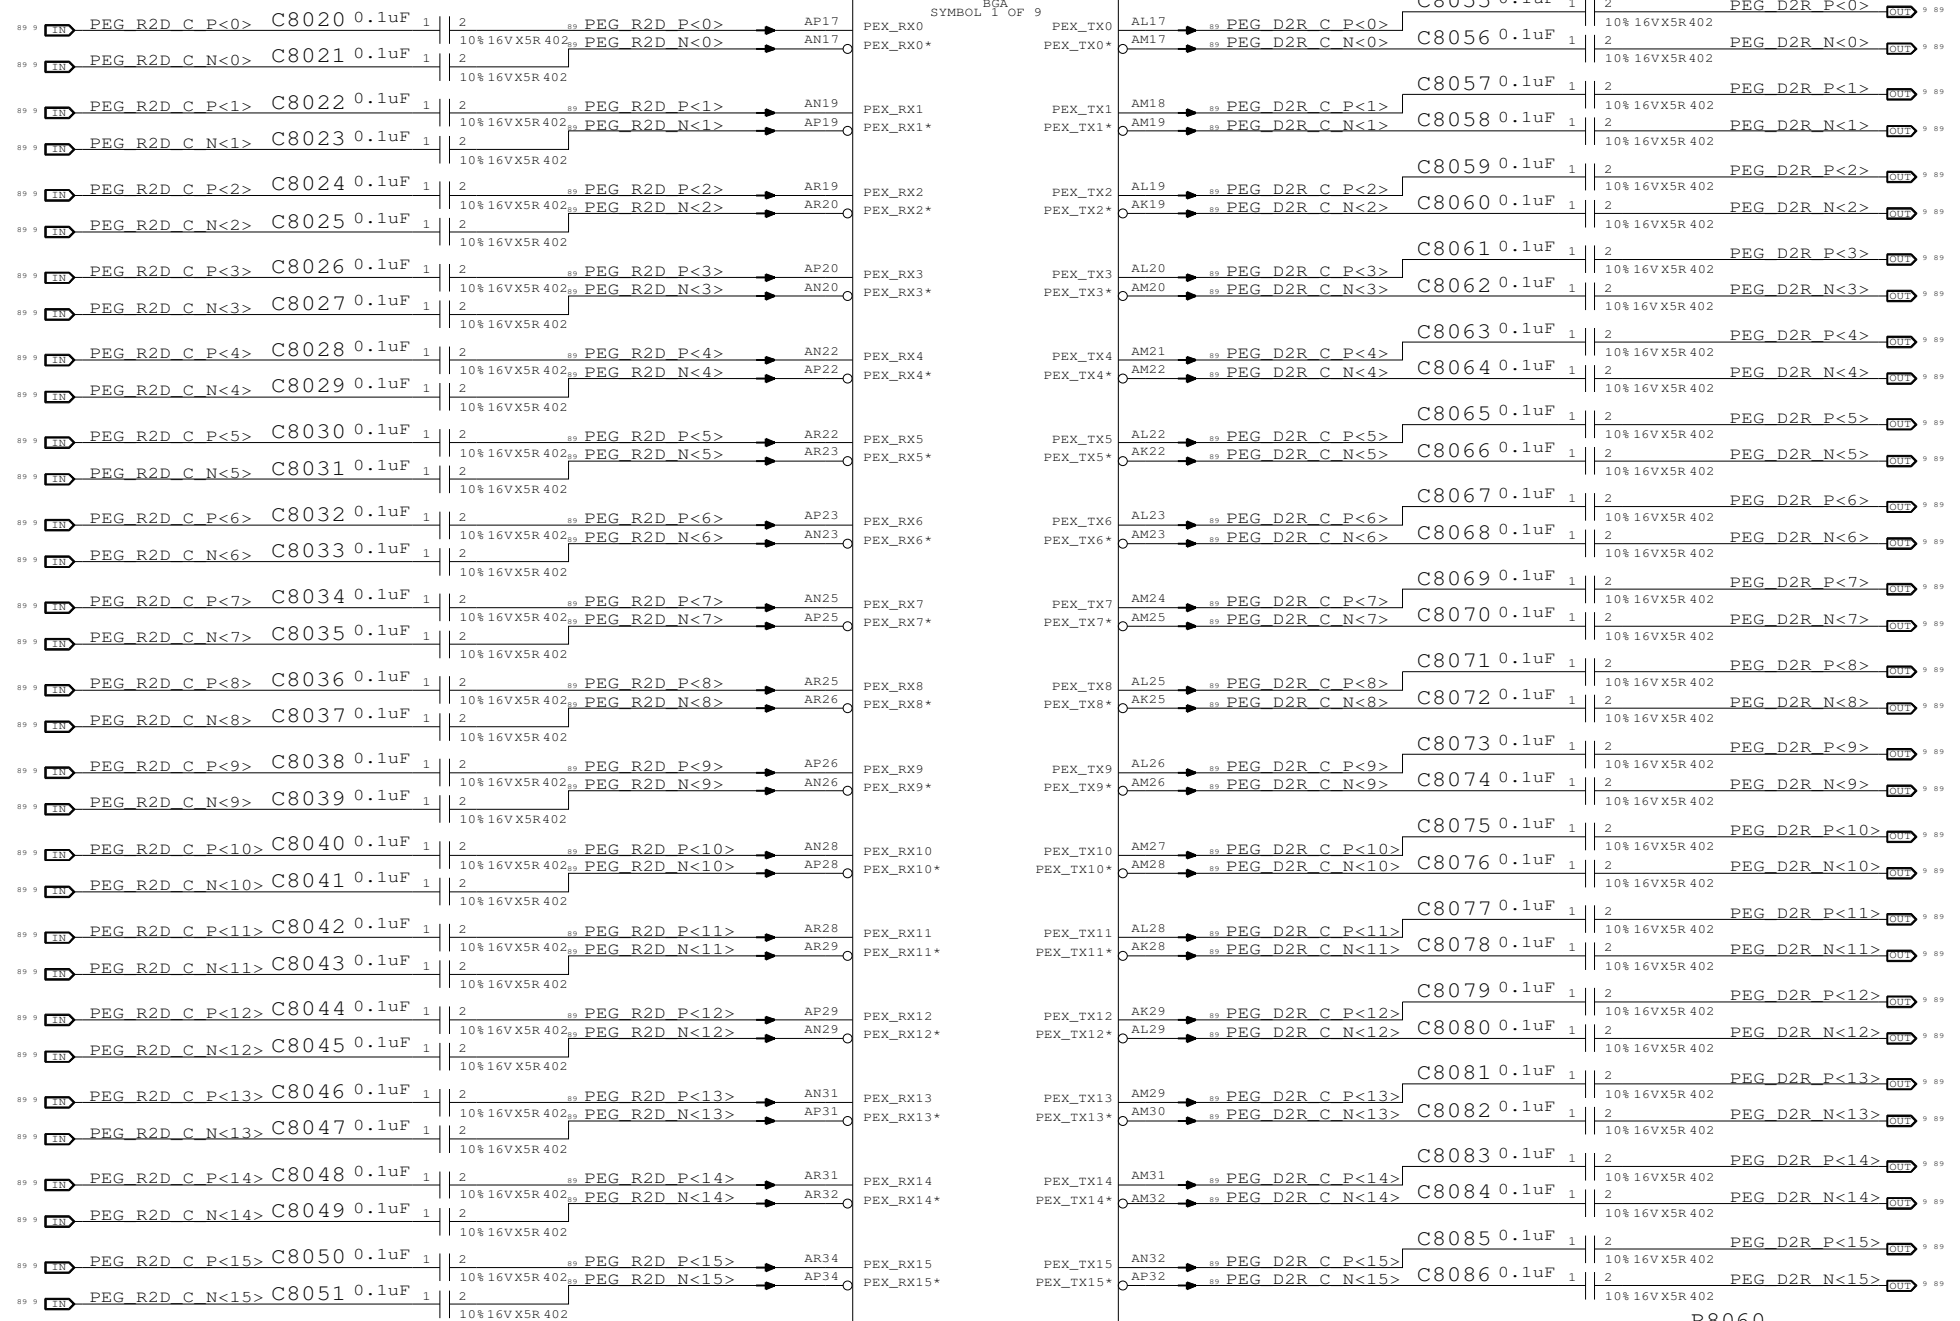 BGA
SYMBOL 1 OF 9
89 9 IN PEG_R2D_C_P<0> C8020 0.1uF 1 2 10% 16V X5R 402 89 PEG_R2D_P<0> AP17 PEX_RX0 PEX_TX0 AL17 89 PEG_D2R_C_P<0> 0.1uF 1 2 10% 16V X5R 402 PEG_D2R_P<0> OUT 9 89
89 9 IN PEG_R2D_C_N<0> C8021 0.1uF 1 2 10% 16V X5R 402 89 PEG_R2D_N<0> AN17 PEX_RX0* PEX_TX0* AM17 89 PEG_D2R_C_N<0> C8056 0.1uF 1 2 10% 16V X5R 402 PEG_D2R_N<0> OUT 9 89
89 9 IN PEG_R2D_C_P<1> C8022 0.1uF 1 2 10% 16V X5R 402 89 PEG_R2D_P<1> AN19 PEX_RX1 PEX_TX1 AM18 89 PEG_D2R_C_P<1> C8057 0.1uF 1 2 10% 16V X5R 402 PEG_D2R_P<1> OUT 9 89
89 9 IN PEG_R2D_C_N<1> C8023 0.1uF 1 2 10% 16V X5R 402 89 PEG_R2D_N<1> AP19 PEX_RX1* PEX_TX1* AM19 89 PEG_D2R_C_N<1> C8058 0.1uF 1 2 10% 16V X5R 402 PEG_D2R_N<1> OUT 9 89
89 9 IN PEG_R2D_C_P<2> C8024 0.1uF 1 2 10% 16V X5R 402 89 PEG_R2D_P<2> AR19 PEX_RX2 PEX_TX2 AL19 89 PEG_D2R_C_P<2> C8059 0.1uF 1 2 10% 16V X5R 402 PEG_D2R_P<2> OUT 9 89
89 9 IN PEG_R2D_C_N<2> C8025 0.1uF 1 2 10% 16V X5R 402 89 PEG_R2D_N<2> AR20 PEX_RX2* PEX_TX2* AK19 89 PEG_D2R_C_N<2> C8060 0.1uF 1 2 10% 16V X5R 402 PEG_D2R_N<2> OUT 9 89
89 9 IN PEG_R2D_C_P<3> C8026 0.1uF 1 2 10% 16V X5R 402 89 PEG_R2D_P<3> AP20 PEX_RX3 PEX_TX3 AL20 89 PEG_D2R_C_P<3> C8061 0.1uF 1 2 10% 16V X5R 402 PEG_D2R_P<3> OUT 9 89
89 9 IN PEG_R2D_C_N<3> C8027 0.1uF 1 2 10% 16V X5R 402 89 PEG_R2D_N<3> AN20 PEX_RX3* PEX_TX3* AM20 89 PEG_D2R_C_N<3> C8062 0.1uF 1 2 10% 16V X5R 402 PEG_D2R_N<3> OUT 9 89
89 9 IN PEG_R2D_C_P<4> C8028 0.1uF 1 2 10% 16V X5R 402 89 PEG_R2D_P<4> AN22 PEX_RX4 PEX_TX4 AM21 89 PEG_D2R_C_P<4> C8063 0.1uF 1 2 10% 16V X5R 402 PEG_D2R_P<4> OUT 9 89
89 9 IN PEG_R2D_C_N<4> C8029 0.1uF 1 2 10% 16V X5R 402 89 PEG_R2D_N<4> AP22 PEX_RX4* PEX_TX4* AM22 89 PEG_D2R_C_N<4> C8064 0.1uF 1 2 10% 16V X5R 402 PEG_D2R_N<4> OUT 9 89
89 9 IN PEG_R2D_C_P<5> C8030 0.1uF 1 2 10% 16V X5R 402 89 PEG_R2D_P<5> AR22 PEX_RX5 PEX_TX5 AL22 89 PEG_D2R_C_P<5> C8065 0.1uF 1 2 10% 16V X5R 402 PEG_D2R_P<5> OUT 9 89
89 9 IN PEG_R2D_C_N<5> C8031 0.1uF 1 2 10% 16V X5R 402 89 PEG_R2D_N<5> AR23 PEX_RX5* PEX_TX5* AK22 89 PEG_D2R_C_N<5> C8066 0.1uF 1 2 10% 16V X5R 402 PEG_D2R_N<5> OUT 9 89
89 9 IN PEG_R2D_C_P<6> C8032 0.1uF 1 2 10% 16V X5R 402 89 PEG_R2D_P<6> AP23 PEX_RX6 PEX_TX6 AL23 89 PEG_D2R_C_P<6> C8067 0.1uF 1 2 10% 16V X5R 402 PEG_D2R_P<6> OUT 9 89
89 9 IN PEG_R2D_C_N<6> C8033 0.1uF 1 2 10% 16V X5R 402 89 PEG_R2D_N<6> AN23 PEX_RX6* PEX_TX6* AM23 89 PEG_D2R_C_N<6> C8068 0.1uF 1 2 10% 16V X5R 402 PEG_D2R_N<6> OUT 9 89
89 9 IN PEG_R2D_C_P<7> C8034 0.1uF 1 2 10% 16V X5R 402 89 PEG_R2D_P<7> AN25 PEX_RX7 PEX_TX7 AM24 89 PEG_D2R_C_P<7> C8069 0.1uF 1 2 10% 16V X5R 402 PEG_D2R_P<7> OUT 9 89
89 9 IN PEG_R2D_C_N<7> C8035 0.1uF 1 2 10% 16V X5R 402 89 PEG_R2D_N<7> AP25 PEX_RX7* PEX_TX7* AM25 89 PEG_D2R_C_N<7> C8070 0.1uF 1 2 10% 16V X5R 402 PEG_D2R_N<7> OUT 9 89
89 9 IN PEG_R2D_C_P<8> C8036 0.1uF 1 2 10% 16V X5R 402 89 PEG_R2D_P<8> AR25 PEX_RX8 PEX_TX8 AL25 89 PEG_D2R_C_P<8> C8071 0.1uF 1 2 10% 16V X5R 402 PEG_D2R_P<8> OUT 9 89
89 9 IN PEG_R2D_C_N<8> C8037 0.1uF 1 2 10% 16V X5R 402 89 PEG_R2D_N<8> AR26 PEX_RX8* PEX_TX8* AK25 89 PEG_D2R_C_N<8> C8072 0.1uF 1 2 10% 16V X5R 402 PEG_D2R_N<8> OUT 9 89
89 9 IN PEG_R2D_C_P<9> C8038 0.1uF 1 2 10% 16V X5R 402 89 PEG_R2D_P<9> AP26 PEX_RX9 PEX_TX9 AL26 89 PEG_D2R_C_P<9> C8073 0.1uF 1 2 10% 16V X5R 402 PEG_D2R_P<9> OUT 9 89
89 9 IN PEG_R2D_C_N<9> C8039 0.1uF 1 2 10% 16V X5R 402 89 PEG_R2D_N<9> AN26 PEX_RX9* PEX_TX9* AM26 89 PEG_D2R_C_N<9> C8074 0.1uF 1 2 10% 16V X5R 402 PEG_D2R_N<9> OUT 9 89
89 9 IN PEG_R2D_C_P<10> C8040 0.1uF 1 2 10% 16V X5R 402 89 PEG_R2D_P<10> AN28 PEX_RX10 PEX_TX10 AM27 89 PEG_D2R_C_P<10> C8075 0.1uF 1 2 10% 16V X5R 402 PEG_D2R_P<10> OUT 9 89
89 9 IN PEG_R2D_C_N<10> C8041 0.1uF 1 2 10% 16V X5R 402 89 PEG_R2D_N<10> AP28 PEX_RX10* PEX_TX10* AM28 89 PEG_D2R_C_N<10> C8076 0.1uF 1 2 10% 16V X5R 402 PEG_D2R_N<10> OUT 9 89
89 9 IN PEG_R2D_C_P<11> C8042 0.1uF 1 2 10% 16V X5R 402 89 PEG_R2D_P<11> AR28 PEX_RX11 PEX_TX11 AL28 89 PEG_D2R_C_P<11> C8077 0.1uF 1 2 10% 16V X5R 402 PEG_D2R_P<11> OUT 9 89
89 9 IN PEG_R2D_C_N<11> C8043 0.1uF 1 2 10% 16V X5R 402 89 PEG_R2D_N<11> AR29 PEX_RX11* PEX_TX11* AK28 89 PEG_D2R_C_N<11> C8078 0.1uF 1 2 10% 16V X5R 402 PEG_D2R_N<11> OUT 9 89
89 9 IN PEG_R2D_C_P<12> C8044 0.1uF 1 2 10% 16V X5R 402 89 PEG_R2D_P<12> AP29 PEX_RX12 PEX_TX12 AK29 89 PEG_D2R_C_P<12> C8079 0.1uF 1 2 10% 16V X5R 402 PEG_D2R_P<12> OUT 9 89
89 9 IN PEG_R2D_C_N<12> C8045 0.1uF 1 2 10% 16V X5R 402 89 PEG_R2D_N<12> AN29 PEX_RX12* PEX_TX12* AL29 89 PEG_D2R_C_N<12> C8080 0.1uF 1 2 10% 16V X5R 402 PEG_D2R_N<12> OUT 9 89
89 9 IN PEG_R2D_C_P<13> C8046 0.1uF 1 2 10% 16V X5R 402 89 PEG_R2D_P<13> AN31 PEX_RX13 PEX_TX13 AM29 89 PEG_D2R_C_P<13> C8081 0.1uF 1 2 10% 16V X5R 402 PEG_D2R_P<13> OUT 9 89
89 9 IN PEG_R2D_C_N<13> C8047 0.1uF 1 2 10% 16V X5R 402 89 PEG_R2D_N<13> AP31 PEX_RX13* PEX_TX13* AM30 89 PEG_D2R_C_N<13> C8082 0.1uF 1 2 10% 16V X5R 402 PEG_D2R_N<13> OUT 9 89
89 9 IN PEG_R2D_C_P<14> C8048 0.1uF 1 2 10% 16V X5R 402 89 PEG_R2D_P<14> AR31 PEX_RX14 PEX_TX14 AM31 89 PEG_D2R_C_P<14> C8083 0.1uF 1 2 10% 16V X5R 402 PEG_D2R_P<14> OUT 9 89
89 9 IN PEG_R2D_C_N<14> C8049 0.1uF 1 2 10% 16V X5R 402 89 PEG_R2D_N<14> AR32 PEX_RX14* PEX_TX14* AM32 89 PEG_D2R_C_N<14> C8084 0.1uF 1 2 10% 16V X5R 402 PEG_D2R_N<14> OUT 9 89
89 9 IN PEG_R2D_C_P<15> C8050 0.1uF 1 2 10% 16V X5R 402 89 PEG_R2D_P<15> AR34 PEX_RX15 PEX_TX15 AN32 89 PEG_D2R_C_P<15> C8085 0.1uF 1 2 10% 16V X5R 402 PEG_D2R_P<15> OUT 9 89
89 9 IN PEG_R2D_C_N<15> C8051 0.1uF 1 2 10% 16V X5R 402 89 PEG_R2D_N<15> AP34 PEX_RX15* PEX_TX15* AP32 89 PEG_D2R_C_N<15> C8086 0.1uF 1 2 10% 16V X5R 402 PEG_D2R_N<15> OUT 9 89